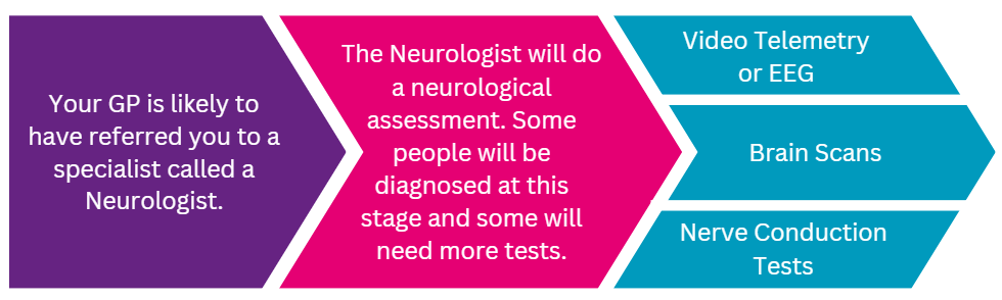 Your GP is likely to
have referred you to a
specialist called a
Neurologist.
The Neurologist will do
a neurological
assessment. Some
people will be
diagnosed at this
stage and some will
need more tests.
Video Telemetry
or EEG
Brain Scans
Nerve Conduction
Tests